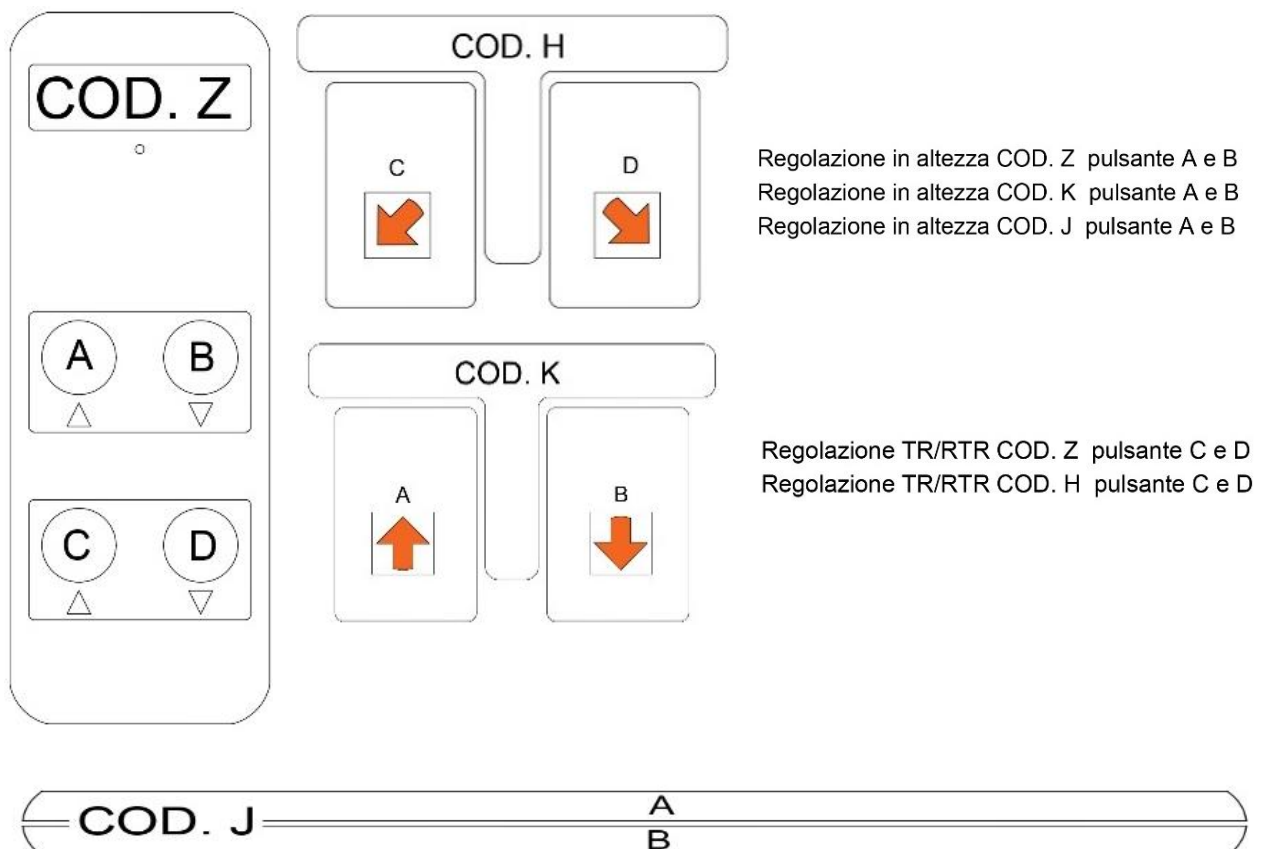 COD. Z
A B
C D
COD. H
C D
COD. K
A B
Regolazione in altezza COD. Z pulsante A e B
Regolazione in altezza COD. K pulsante A e B
Regolazione in altezza COD. J pulsante A e B
Regolazione TR/RTR COD. Z pulsante C e D
Regolazione TR/RTR COD. H pulsante C e D
COD. J
A
B